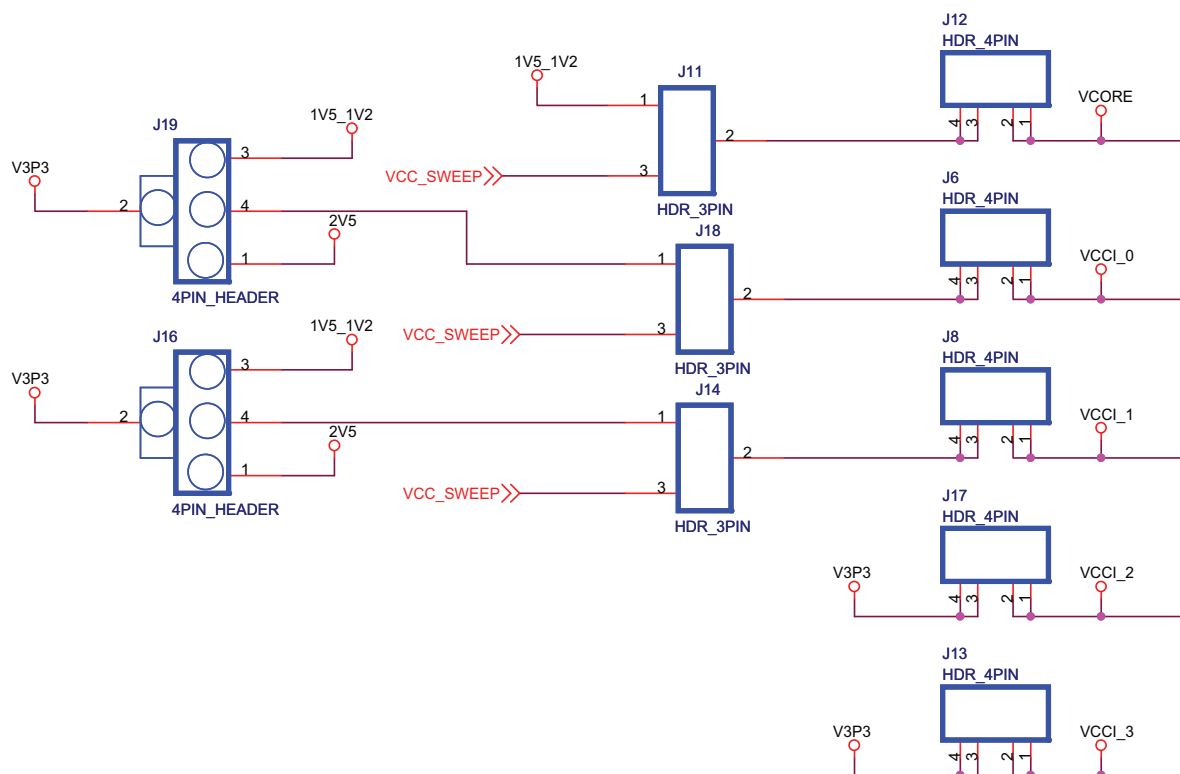 J12
HDR_4PIN
4
3
2
1
VCORE
1V5_1V2
J11
1
2
3
VCC_SWEEP
HDR_3PIN
J19
1V5_1V2
V3P3
2
3
4
1
2V5
4PIN_HEADER
J6
HDR_4PIN
4
3
2
1
VCCI_0
J18
1
2
3
VCC_SWEEP
HDR_3PIN
J16
1V5_1V2
V3P3
2
3
4
1
2V5
4PIN_HEADER
J8
HDR_4PIN
4
3
2
1
VCCI_1
J14
1
2
3
VCC_SWEEP
HDR_3PIN
J17
HDR_4PIN
V3P3
4
3
2
1
VCCI_2
J13
HDR_4PIN
V3P3
4
3
2
1
VCCI_3